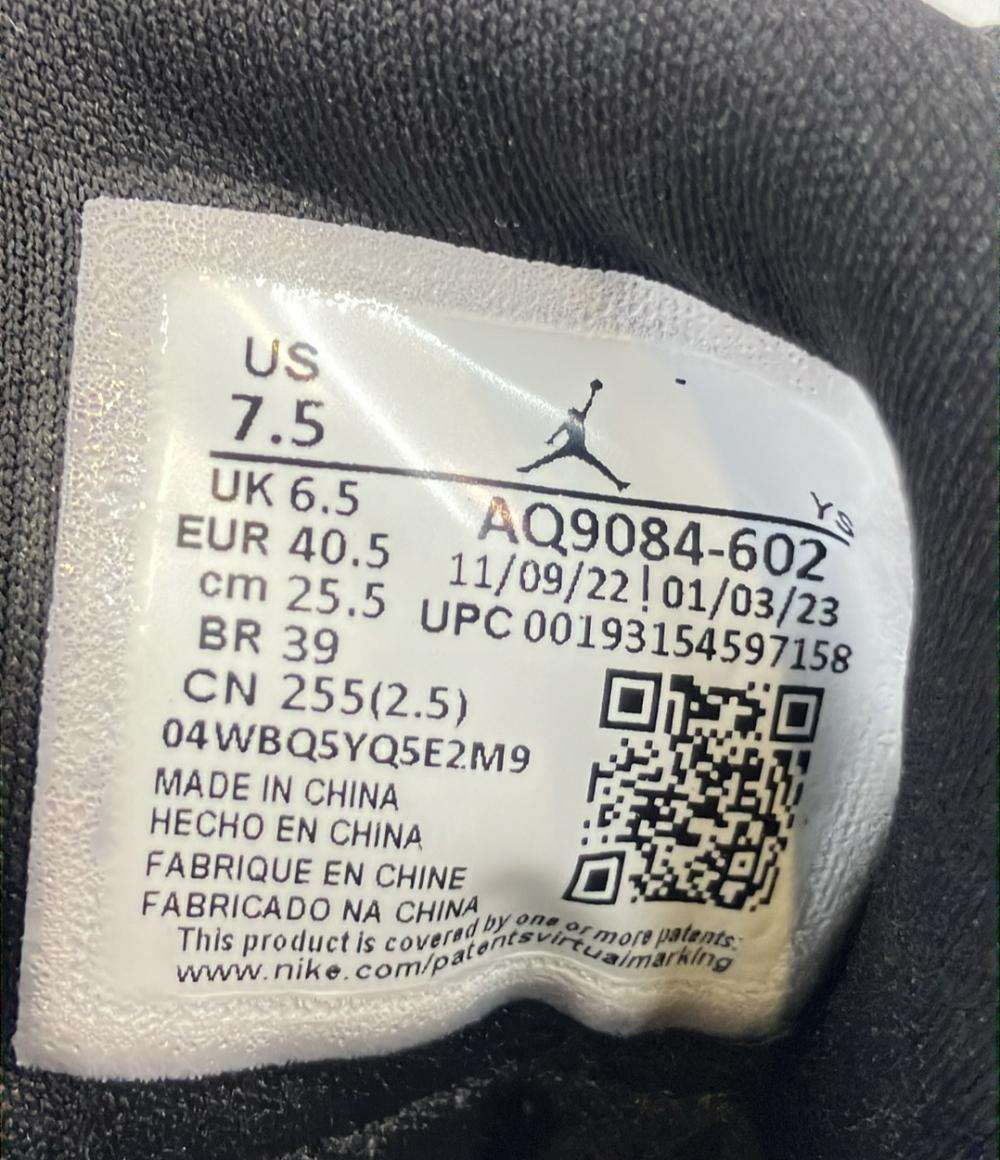 US
7.5
YS
UK 6.5
EUR 40.5
cm 25.5
BR 39
CN 255(2.5)
AQ9084-602
11/09/22 | 01/03/23
UPC 00193154597158
04WBQ5YQ5E2M9
MADE IN CHINA
HECHO EN CHINA
FABRIQUE EN CHINE
FABRICADO NA CHINA
This product is covered by one or more patents:
www.nike.com/patentsvirtualmarking